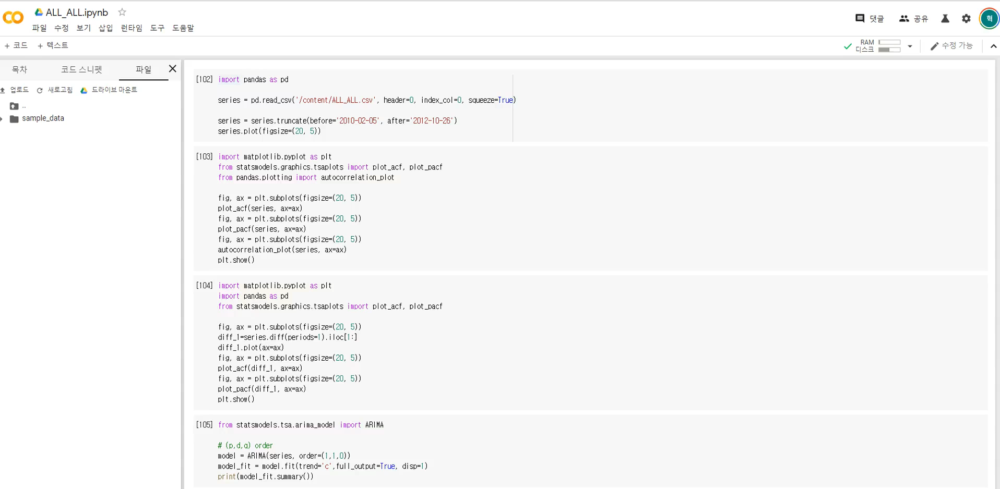 ALL_ALL.ipynb
댓글 공유 혁
파일 수정 보기 삽입 런타임 도구 도움말
+ 코드 + 텍스트
RAM
디스크
수정 가능
목차 코드 스니펫 파일
업로드 새로고침 드라이브 마운트
..
sample_data
[102] import pandas as pd
series = pd.read_csv('/content/ALL_ALL.csv', header=0, index_col=0, squeeze=True)
series = series.truncate(before='2010-02-05', after='2012-10-26')
series.plot(figsize=(20, 5))
[103] import matplotlib.pyplot as plt
from statsmodels.graphics.tsaplots import plot_acf, plot_pacf
from pandas.plotting import autocorrelation_plot
fig, ax = plt.subplots(figsize=(20, 5))
plot_acf(series, ax=ax)
fig, ax = plt.subplots(figsize=(20, 5))
plot_pacf(series, ax=ax)
fig, ax = plt.subplots(figsize=(20, 5))
autocorrelation_plot(series, ax=ax)
plt.show()
[104] import matplotlib.pyplot as plt
import pandas as pd
from statsmodels.graphics.tsaplots import plot_acf, plot_pacf
fig, ax = plt.subplots(figsize=(20, 5))
diff_1=series.diff(periods=1).iloc[1:]
diff_1.plot(ax=ax)
fig, ax = plt.subplots(figsize=(20, 5))
plot_acf(diff_1, ax=ax)
fig, ax = plt.subplots(figsize=(20, 5))
plot_pacf(diff_1, ax=ax)
plt.show()
[105] from statsmodels.tsa.arima_model import ARIMA
# (p,d,q) order
model = ARIMA(series, order=(1,1,0))
model_fit = model.fit(trend='c',full_output=True, disp=1)
print(model_fit.summary())